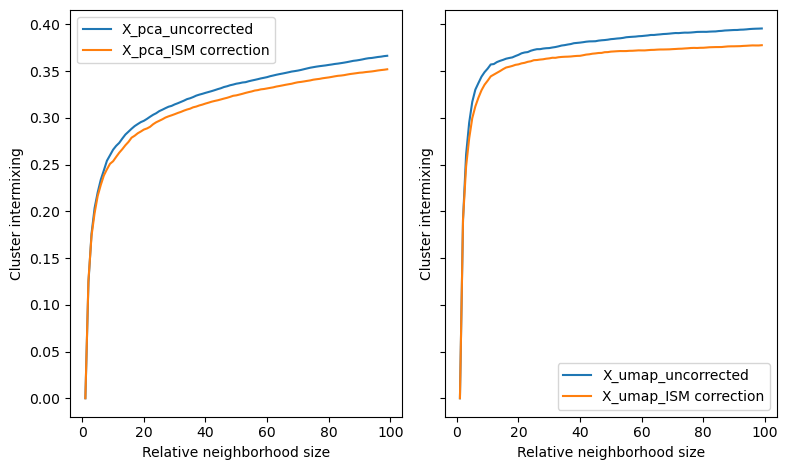 X_pca_uncorrected
X_pca_ISM correction
0.40
0.35
0.30
0.25
0.20
0.15
0.10
0.05
0.00
Cluster intermixing
0
20
40
60
80
100
Relative neighborhood size
Cluster intermixing
X_umap_uncorrected
X_umap_ISM correction
0
20
40
60
80
100
Relative neighborhood size